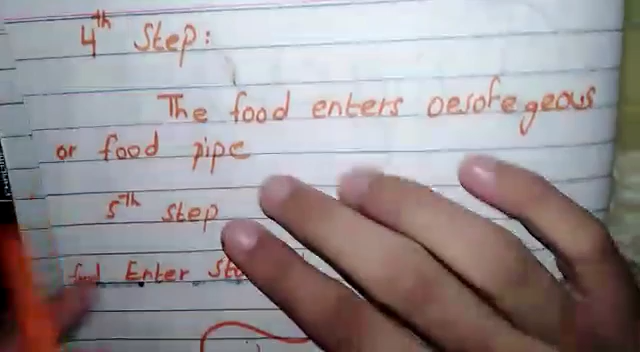 4th Step:
The food enters oesofegeous
or food pipe
5th step
food Enter